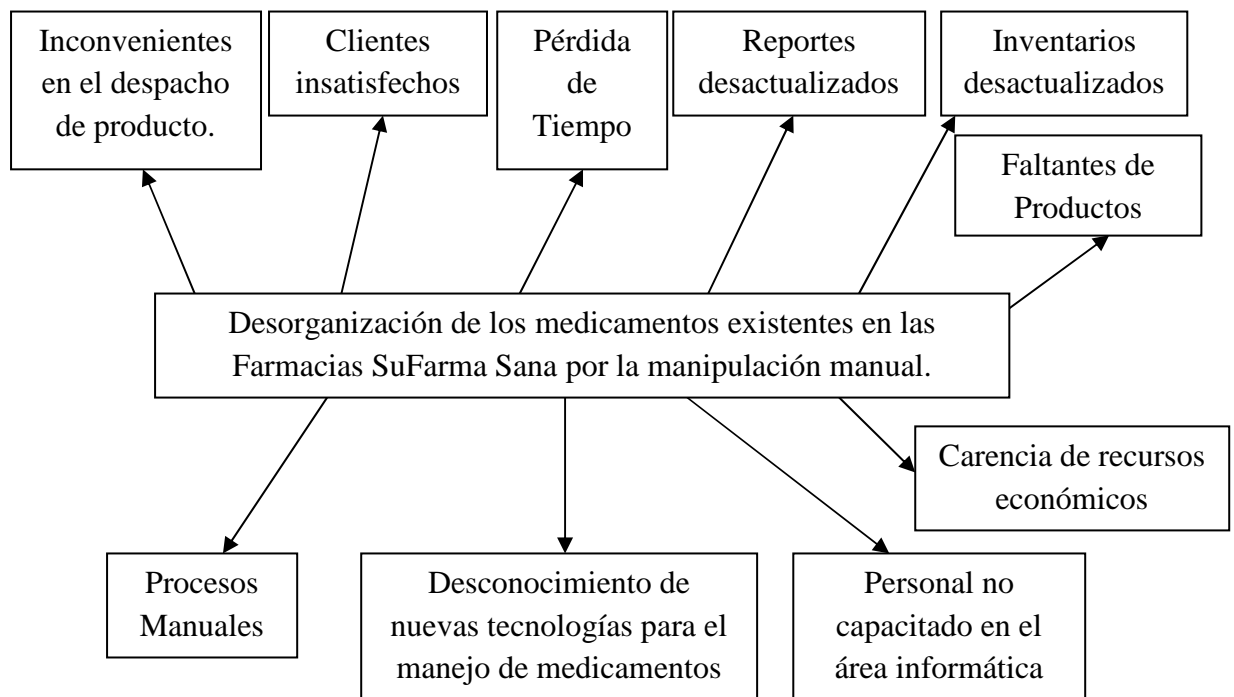 Inconvenientes
en el despacho
de producto.
Clientes
insatisfechos
Pérdida
de
Tiempo
Reportes
desactualizados
Inventarios
desactualizados
Faltantes de
Productos
Desorganización de los medicamentos existentes en las
Farmacias SuFarma Sana por la manipulación manual.
Carencia de recursos
económicos
Procesos
Manuales
Desconocimiento de
nuevas tecnologías para el
manejo de medicamentos
Personal no
capacitado en el
área informática